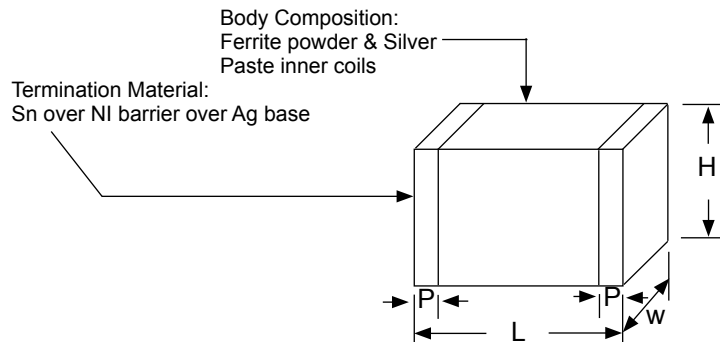 Body Composition:
Ferrite powder & Silver
Paste inner coils
Termination Material:
Sn over NI barrier over Ag base
H
P
P
W
L